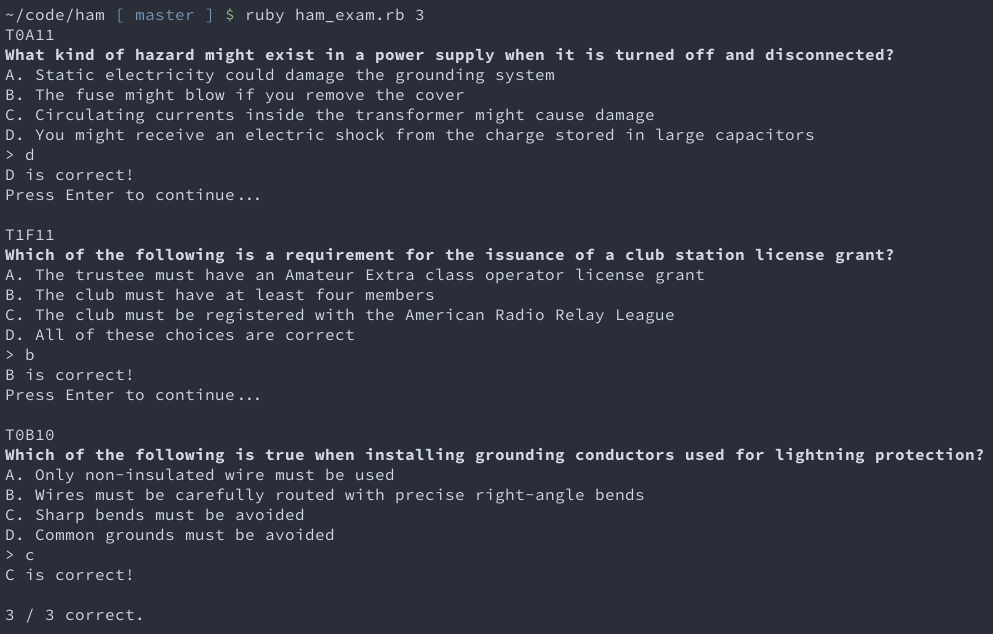 ~/code/ham [ master ] $ ruby ham_exam.rb 3
T0A11
What kind of hazard might exist in a power supply when it is turned off and disconnected?
A. Static electricity could damage the grounding system
B. The fuse might blow if you remove the cover
C. Circulating currents inside the transformer might cause damage
D. You might receive an electric shock from the charge stored in large capacitors
> d
D is correct!
Press Enter to continue...

T1F11
Which of the following is a requirement for the issuance of a club station license grant?
A. The trustee must have an Amateur Extra class operator license grant
B. The club must have at least four members
C. The club must be registered with the American Radio Relay League
D. All of these choices are correct
> b
B is correct!
Press Enter to continue...

T0B10
Which of the following is true when installing grounding conductors used for lightning protection?
A. Only non-insulated wire must be used
B. Wires must be carefully routed with precise right-angle bends
C. Sharp bends must be avoided
D. Common grounds must be avoided
> c
C is correct!

3 / 3 correct.